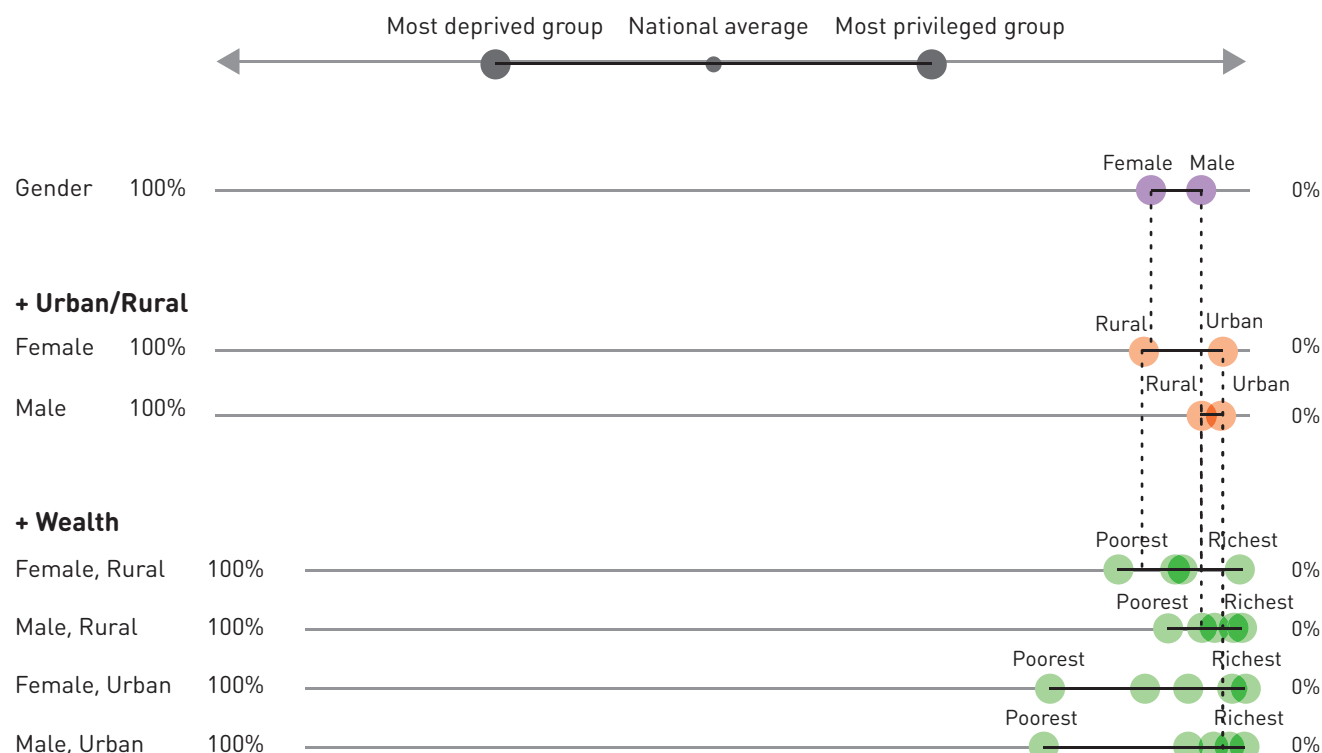 Most deprived group National average Most privileged group
Female Male
Gender 100% 0%
+ Urban/Rural
Rural Urban
Female 100% 0%
Rural Urban
Male 100% 0%
+ Wealth
Poorest Richest
Female, Rural 100% 0%
Poorest Richest
Male, Rural 100% 0%
Poorest Richest
Female, Urban 100% 0%
Poorest Richest
Male, Urban 100% 0%